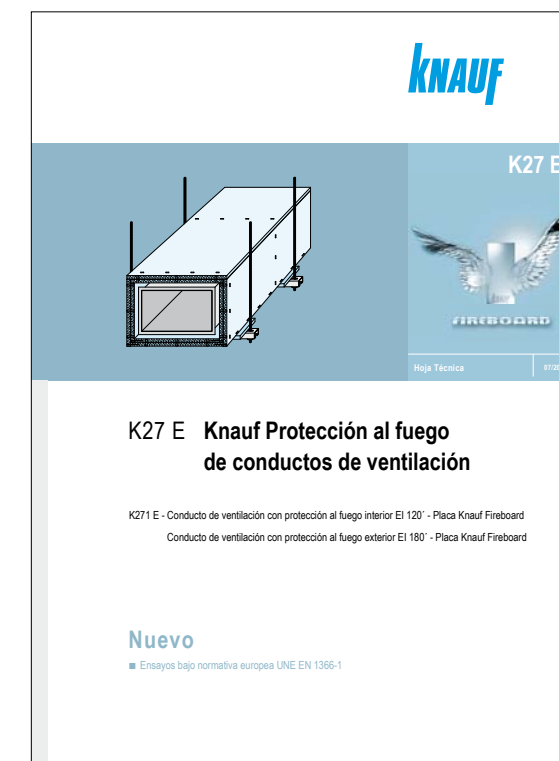 KNAUF
K27 E
FIREBOARD
Hoja Técnica
K27 E Knauf Protección al fuego
de conductos de ventilación
K271 E - Conducto de ventilación con protección al fuego interior EI 120´ - Placa Knauf Fireboard
Conducto de ventilación con protección al fuego exterior EI 180´ - Placa Knauf Fireboard
Nuevo
■ Ensayos bajo normativa europea UNE EN 1366-1